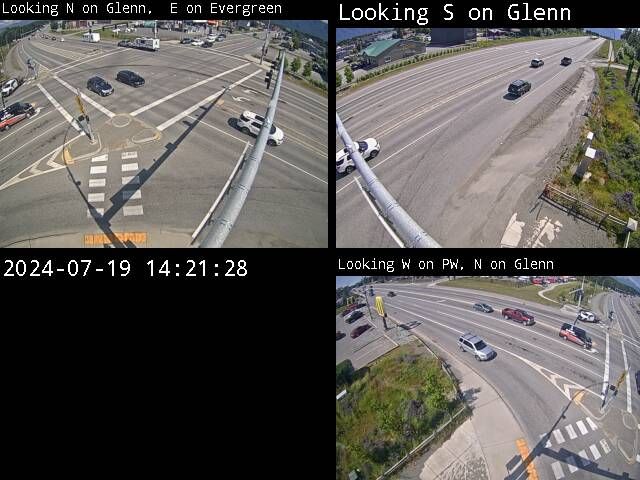 Looking N on Glenn,  E on Evergreen
Looking S on Glenn
2024-07-19 14:21:28
Looking W on PW, N on Glenn